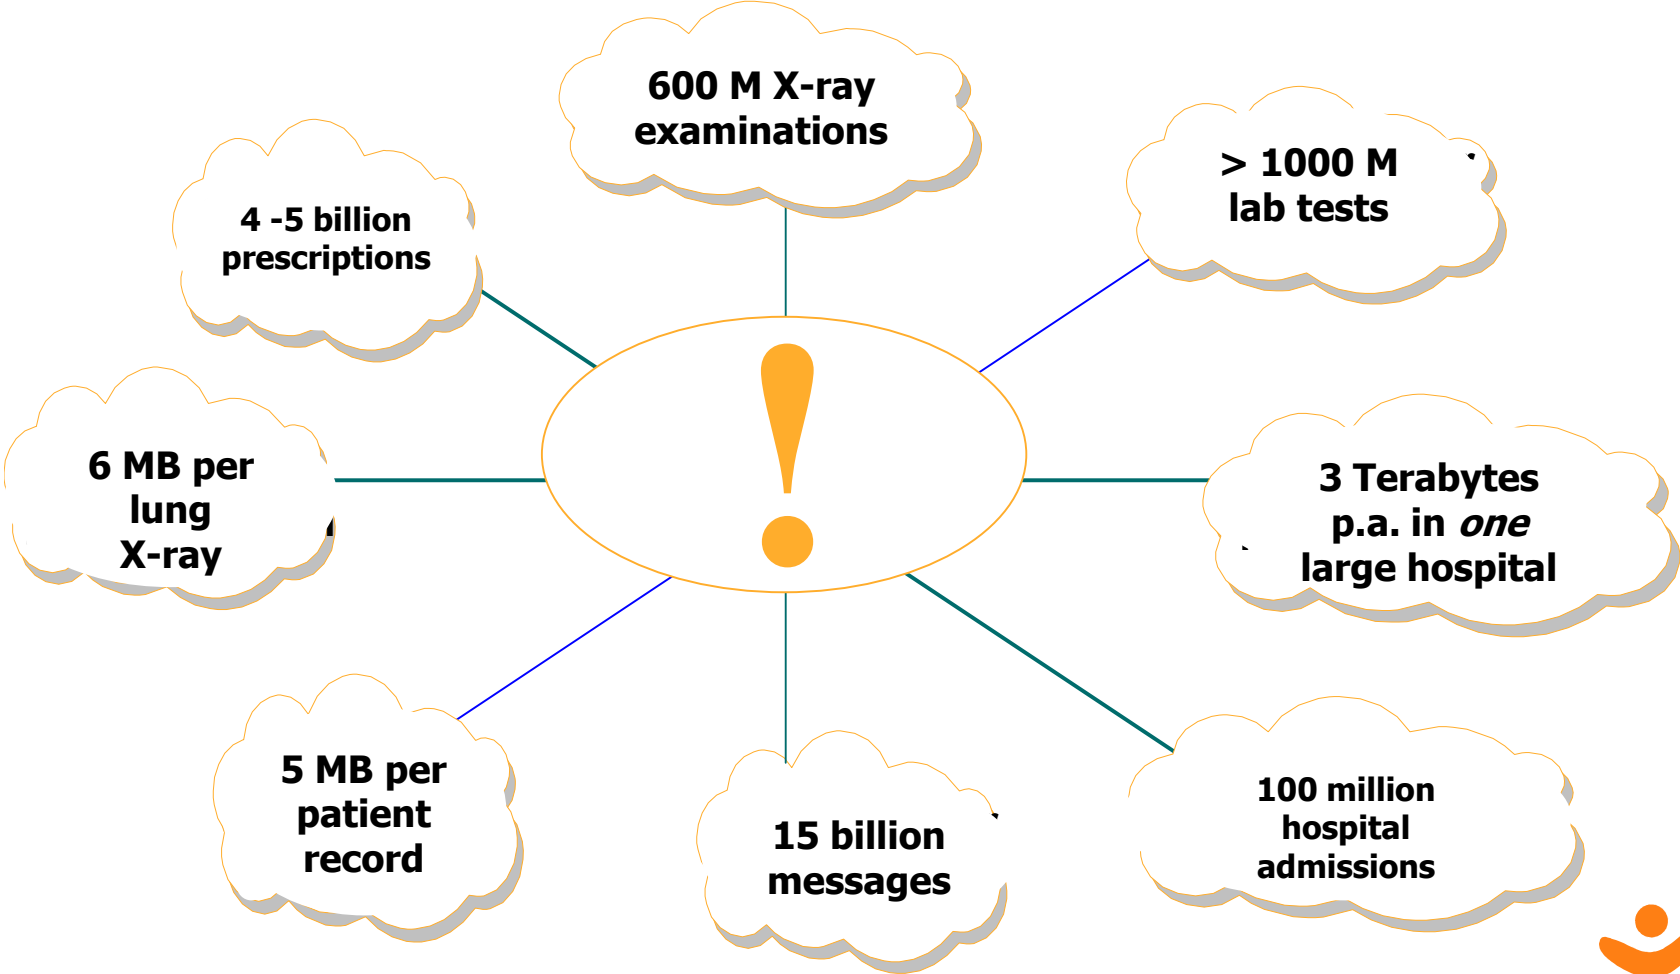 600 M X-ray
examinations
> 1000 M
lab tests
4 -5 billion
prescriptions
!
6 MB per
lung
X-ray
3 Terabytes
p.a. in one
large hospital
5 MB per
patient
record
15 billion
messages
100 million
hospital
admissions